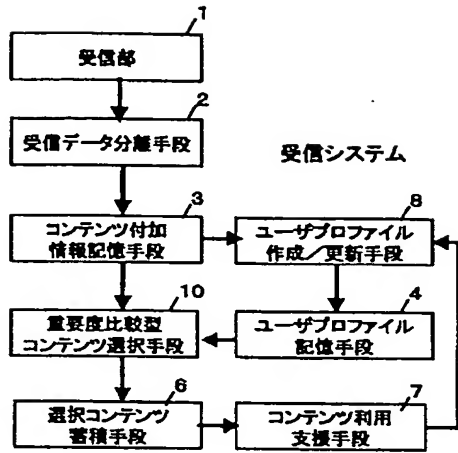 1
受信部
2
受信データ分離手段
受信システム
3
コンテンツ付加
情報記憶手段
8
ユーザプロファイル
作成／更新手段
10
重要度比較型
コンテンツ選択手段
4
ユーザプロファイル
記憶手段
6
選択コンテンツ
蓄積手段
7
コンテンツ利用
支援手段